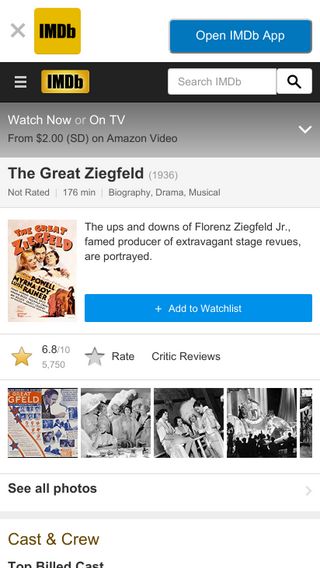 IMDb
Open IMDb App
IMDb
Search IMDb
Watch Now or On TV
From $2.00 (SD) on Amazon Video
The Great Ziegfeld (1936)
Not Rated | 176 min | Biography, Drama, Musical
THE GREAT
ZIEGFELD
POWELL
MYRNA LOY
RAINER
The ups and downs of Florenz Ziegfeld Jr.,
famed producer of extravagant stage revues,
are portrayed.
+ Add to Watchlist
6.8/10
5,750
Rate
Critic Reviews
GREAT
GFELD
See all photos
Cast & Crew
Top Billed Cast